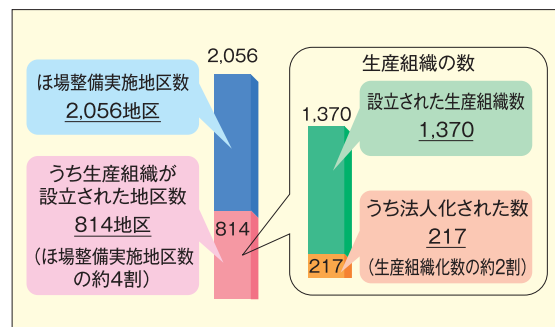 2,056
ほ場整備実施地区数
2,056地区
うち生産組織が
設立された地区数
814地区
（ほ場整備実施地区数
の約4割）
814
生産組織の数
1,370
設立された生産組織数
1,370
うち法人化された数
217
（生産組織化数の約2割）
217